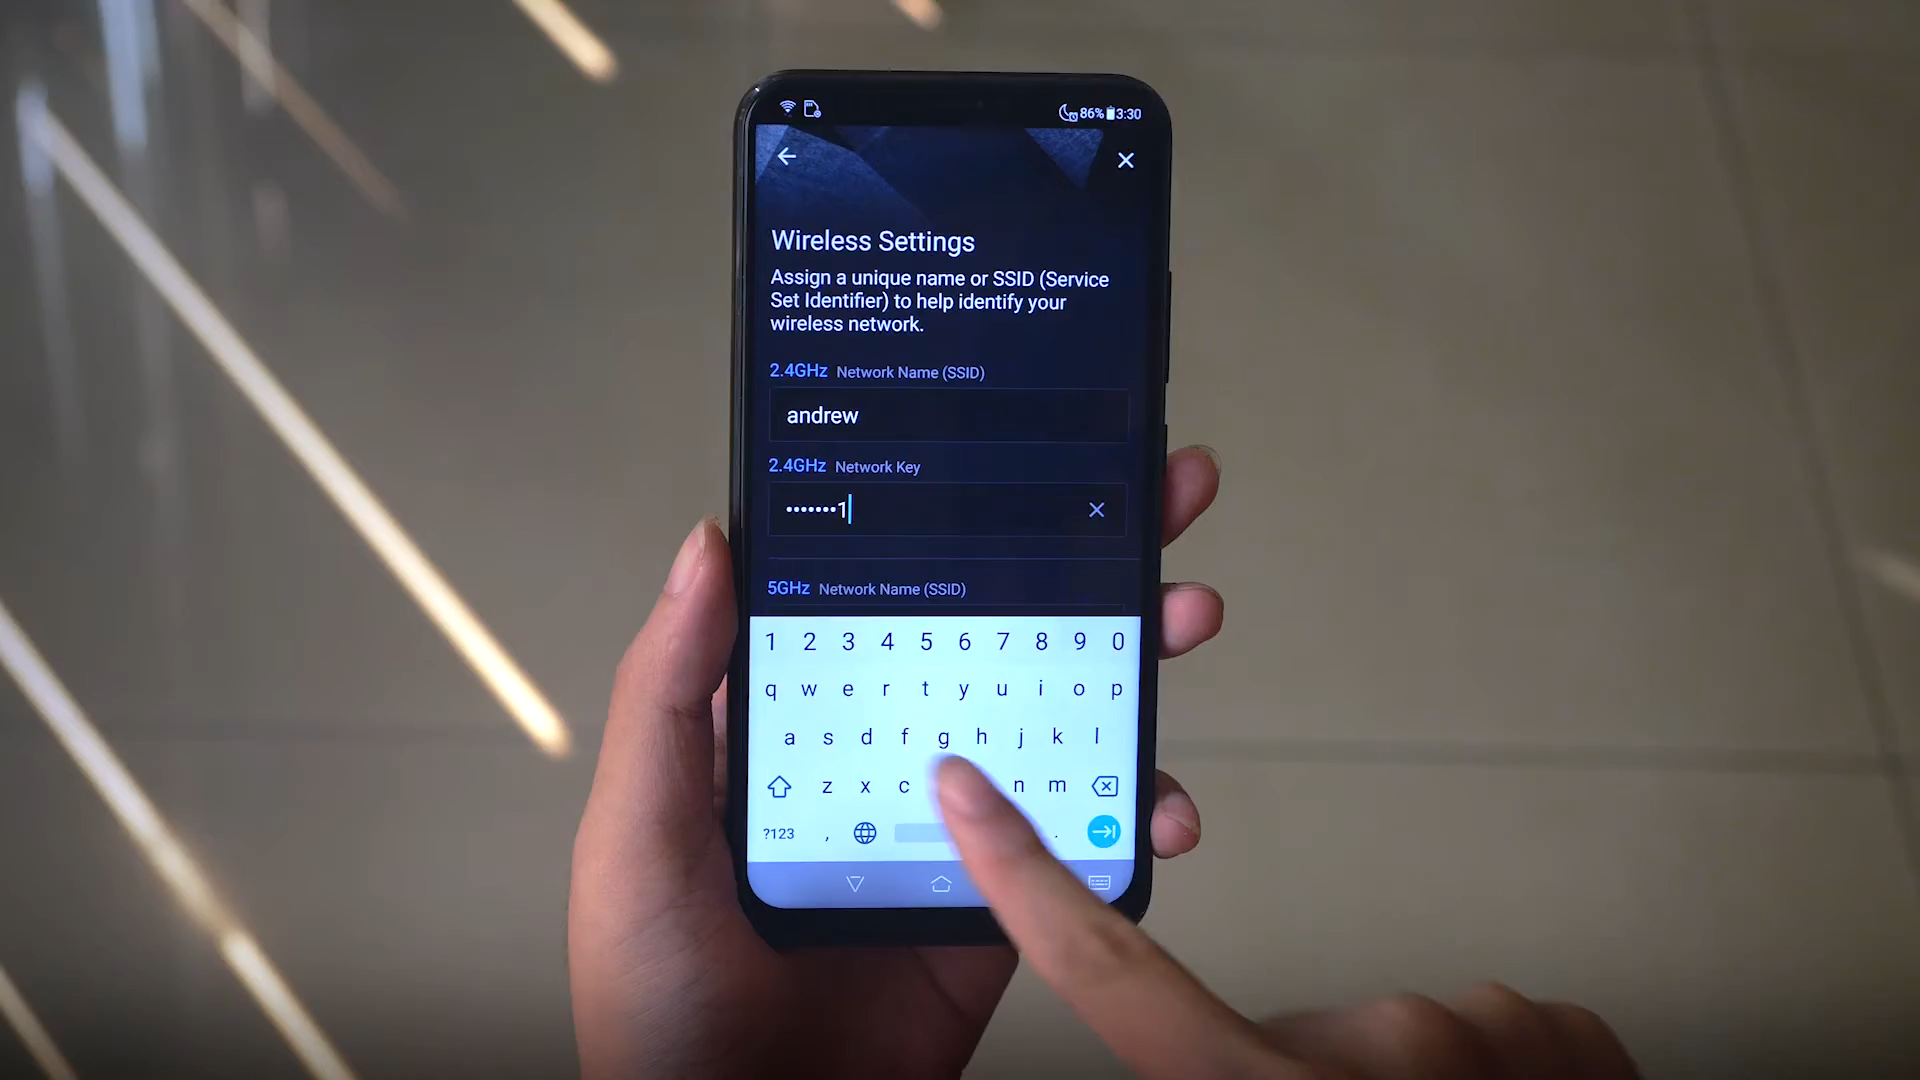 86% 3:30
Wireless Settings
Assign a unique name or SSID (Service
Set Identifier) to help identify your
wireless network.
2.4GHz Network Name (SSID)
andrew
2.4GHz Network Key
•••••••1
5GHz Network Name (SSID)
1 2 3 4 5 6 7 8 9 0
q w e r t y u i o p
a s d f g h j k l
z x c n m
?123 , .